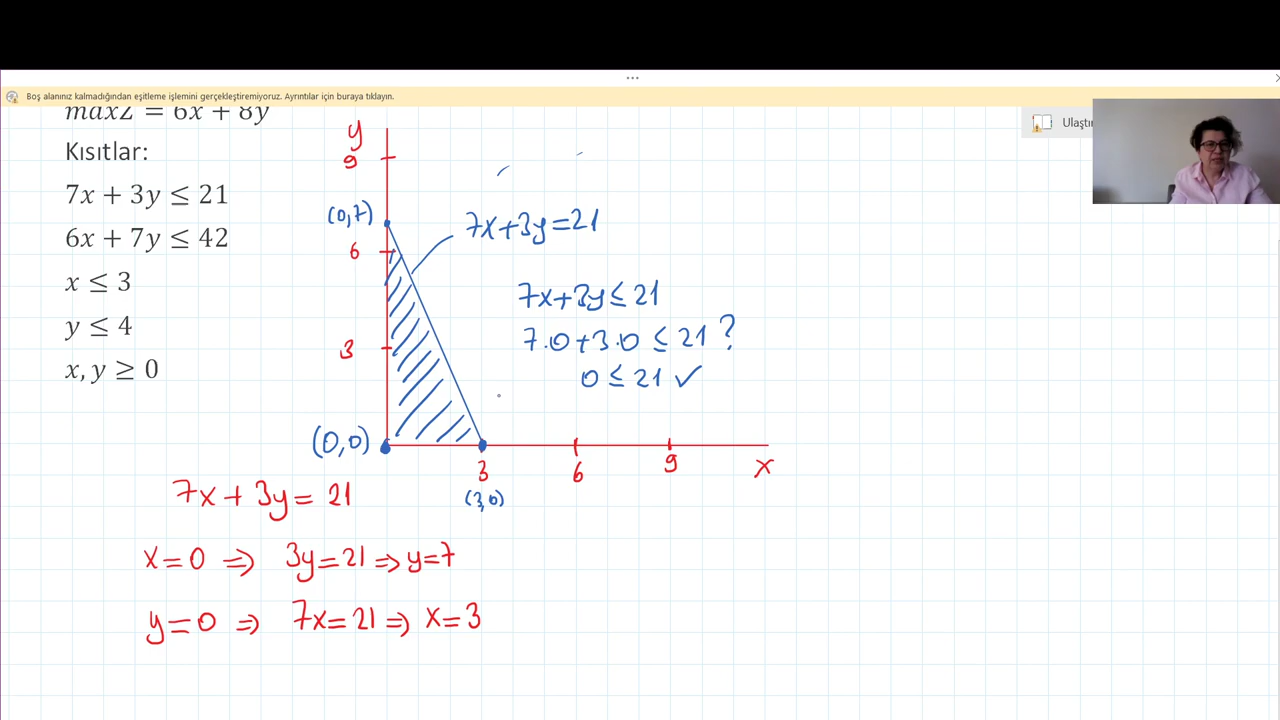 Boş alanınız kalmadığından eşitleme işlemini gerçekleştiremiyoruz. Ayrıntılar için buraya tıklayın.
maxZ = 6x + 8y
Kısıtlar:
7x + 3y ≤ 21
6x + 7y ≤ 42
x ≤ 3
y ≤ 4
x, y ≥ 0
Ulaştır
y
9
(0,7)
6
3
(0,0)
3
6
9
x
(3,0)
7x+3y=21
7x+3y ≤ 21
7.0+3.0 ≤ 21 ?
0 ≤ 21 ✓
7x + 3y = 21
x = 0 ⇒ 3y = 21 ⇒ y=7
y = 0 ⇒ 7x = 21 ⇒ x = 3